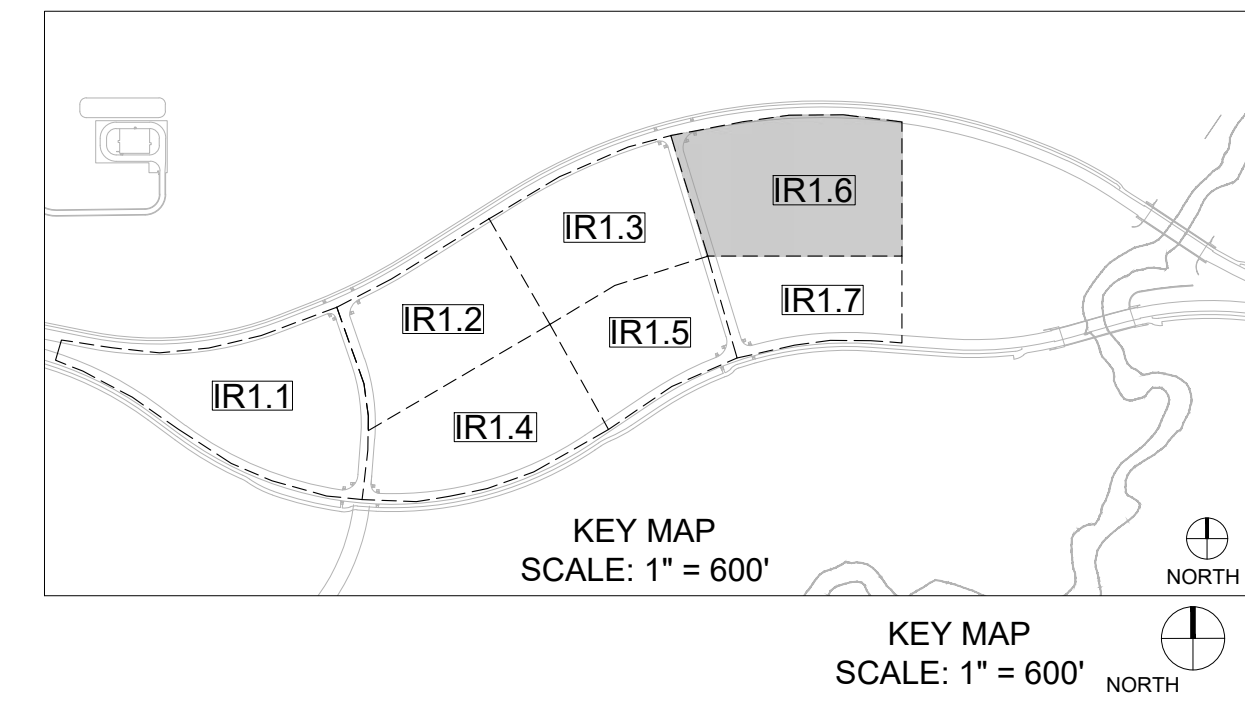 IR1.6
IR1.3
IR1.7
IR1.2
IR1.5
IR1.1
IR1.4
KEY MAP
SCALE: 1" = 600'
NORTH
KEY MAP
SCALE: 1" = 600'
NORTH